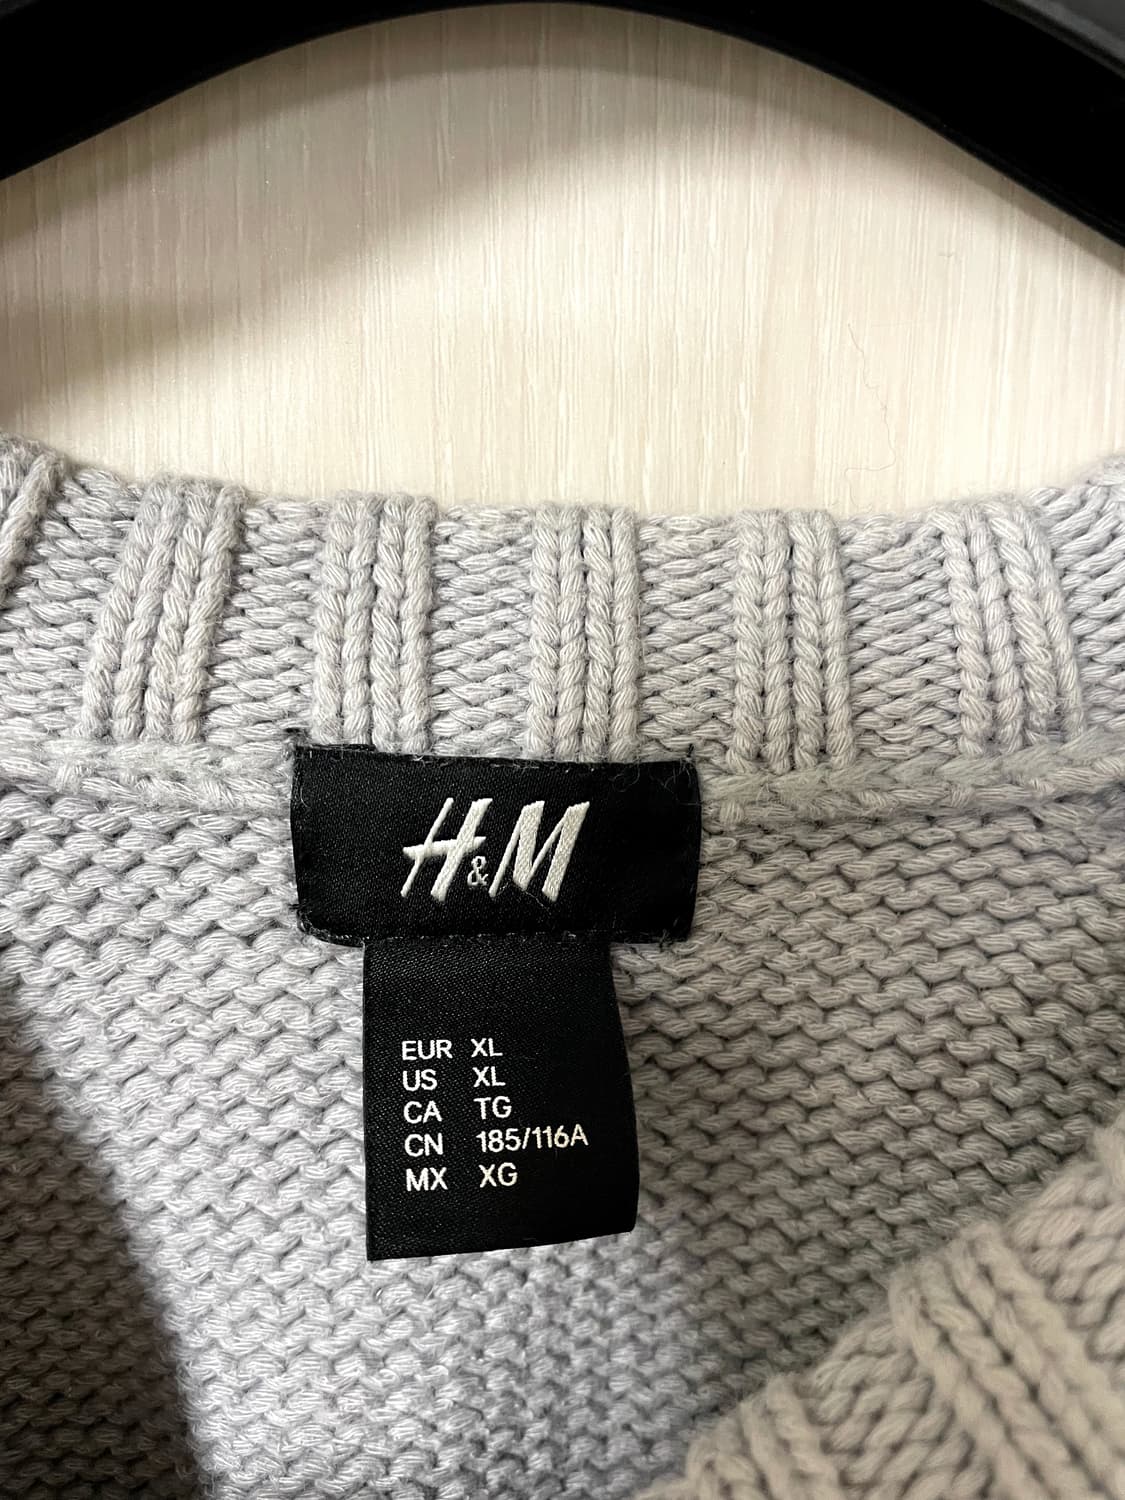 H&M
EUR XL
US XL
CA TG
CN 185/116A
MX XG